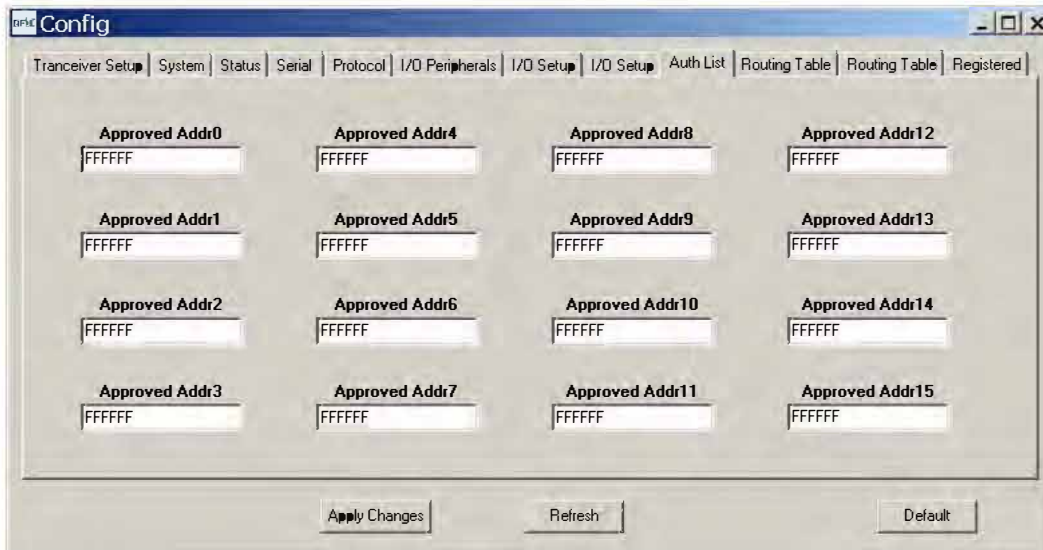 RFM Config
Tranceiver Setup System Status Serial Protocol I/O Peripherals I/O Setup I/O Setup Auth List Routing Table Routing Table Registered
Approved Addr0 Approved Addr4 Approved Addr8 Approved Addr12
FFFFFF FFFFFF FFFFFF FFFFFF
Approved Addr1 Approved Addr5 Approved Addr9 Approved Addr13
FFFFFF FFFFFF FFFFFF FFFFFF
Approved Addr2 Approved Addr6 Approved Addr10 Approved Addr14
FFFFFF FFFFFF FFFFFF FFFFFF
Approved Addr3 Approved Addr7 Approved Addr11 Approved Addr15
FFFFFF FFFFFF FFFFFF FFFFFF
Apply Changes Refresh Default